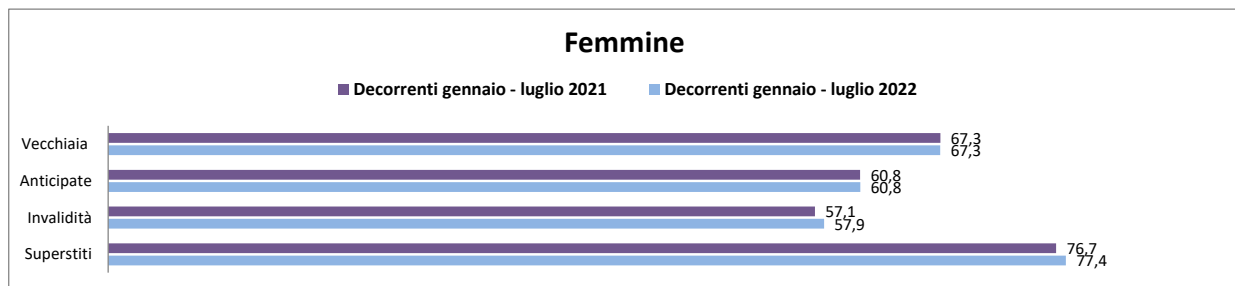 Femmine
Decorrenti gennaio - luglio 2021 Decorrenti gennaio - luglio 2022
Vecchiaia 67,3
67,3
Anticipate 60,8
60,8
Invalidità 57,1
57,9
Superstiti 76,7
77,4